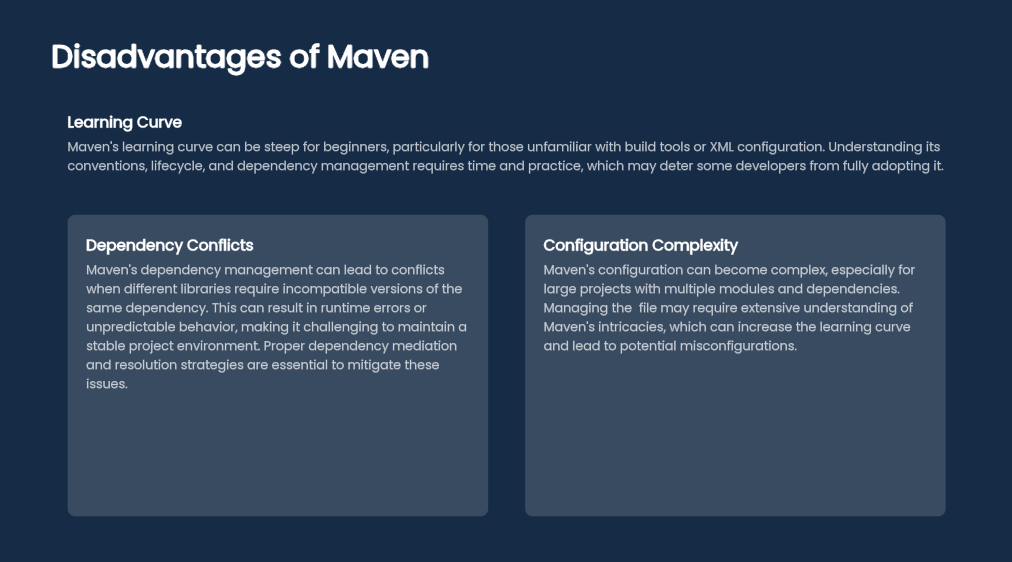 Disadvantages of Maven
Learning Curve
Maven's learning curve can be steep for beginners, particularly for those unfamiliar with build tools or XML configuration. Understanding its
conventions, lifecycle, and dependency management requires time and practice, which may deter some developers from fully adopting it.
Dependency Conflicts
Maven's dependency management can lead to conflicts
when different libraries require incompatible versions of the
same dependency. This can result in runtime errors or
unpredictable behavior, making it challenging to maintain a
stable project environment. Proper dependency mediation
and resolution strategies are essential to mitigate these
issues.
Configuration Complexity
Maven's configuration can become complex, especially for
large projects with multiple modules and dependencies.
Managing the  file may require extensive understanding of
Maven's intricacies, which can increase the learning curve
and lead to potential misconfigurations.